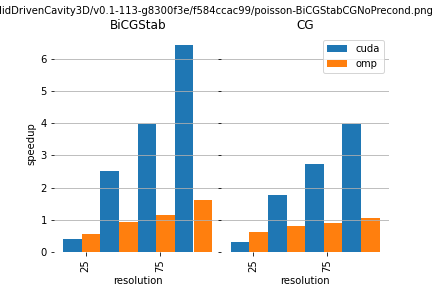 lidDrivenCavity3D/v0.1-113-g8300f3e/f584ccac99/poisson-BiCGStabCGNoPrecond.png
BiCGStab CG
cuda
omp
6
5
4
3
2
1
0
speedup
25 75 25 75
resolution resolution